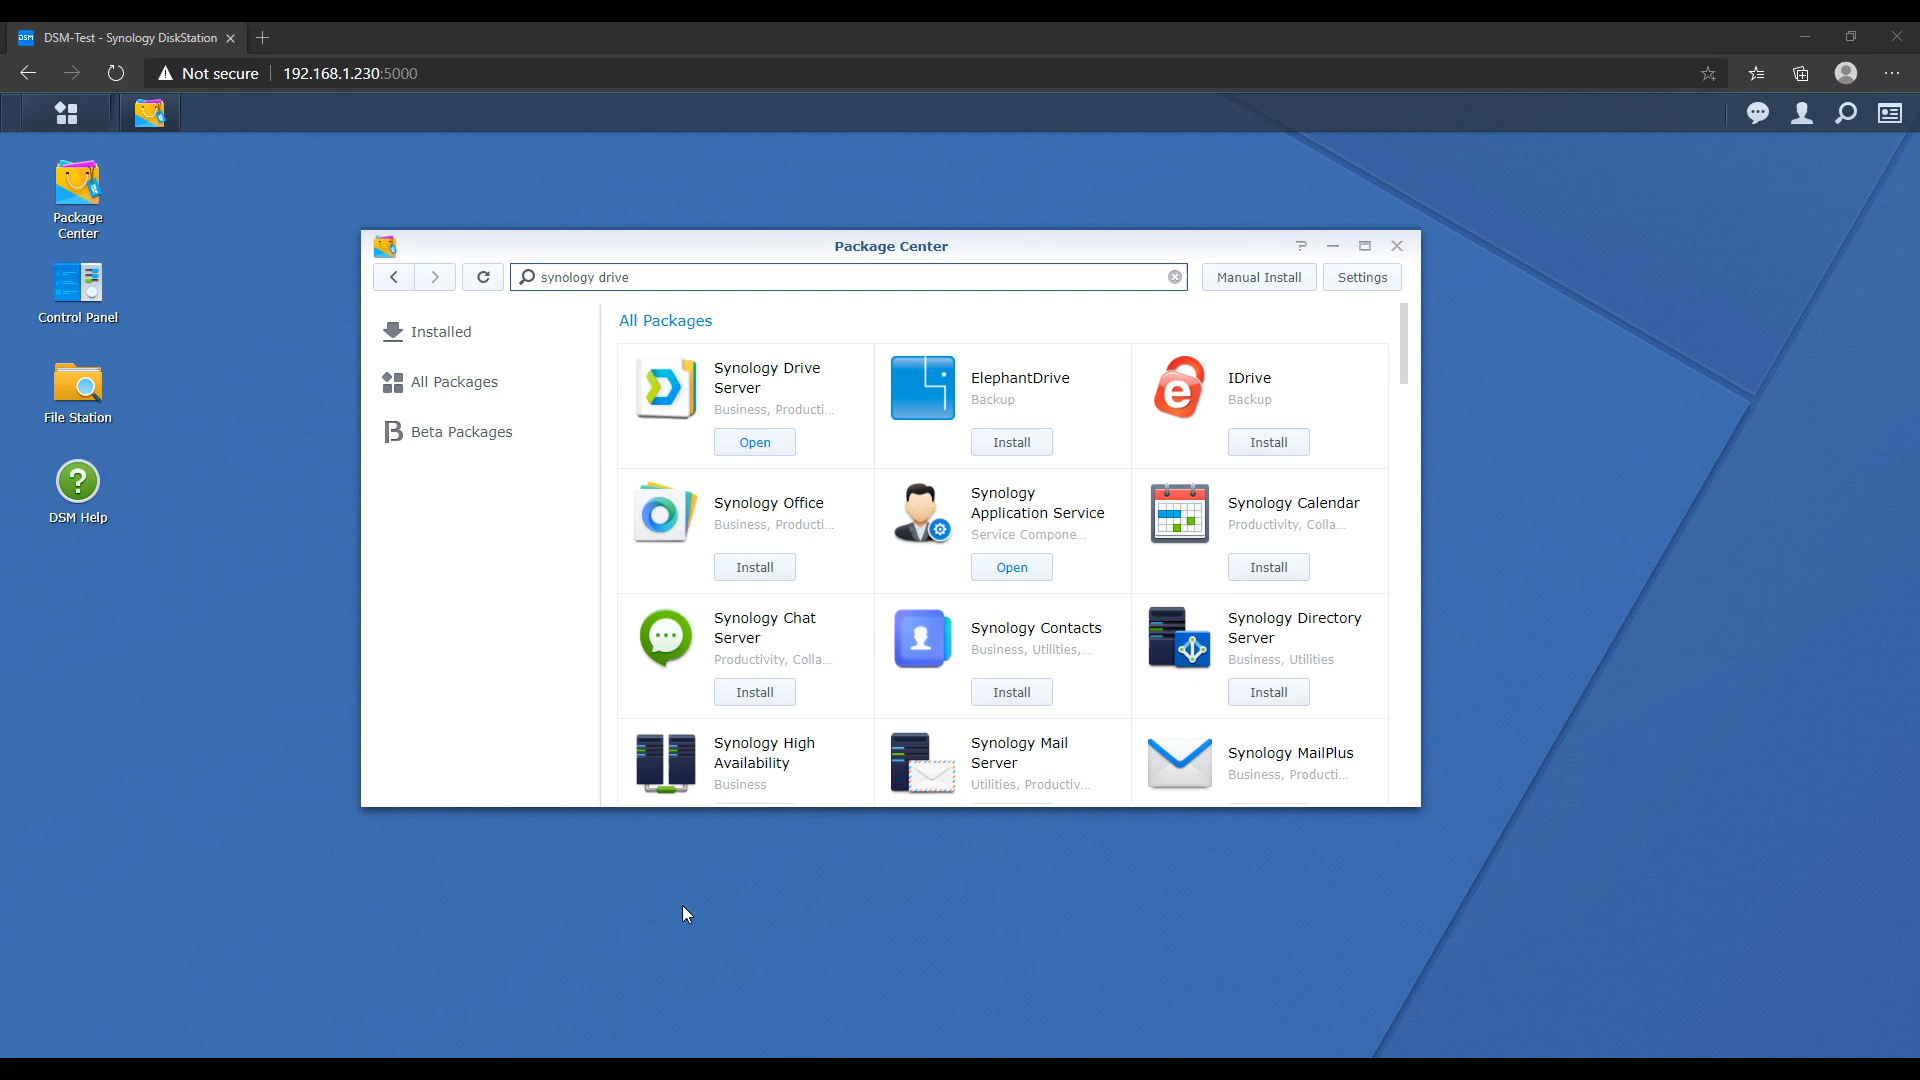 DSM-Test - Synology DiskStation
Not secure
192.168.1.230:5000
Package
Center
Control Panel
File Station
DSM Help
Package Center
synology drive
Manual Install
Settings
Installed
All Packages
Beta Packages
All Packages
Synology Drive
Server
Business, Producti...
Open
ElephantDrive
Backup
Install
IDrive
Backup
Install
Synology Office
Business, Producti...
Install
Synology
Application Service
Service Compone...
Open
Synology Calendar
Productivity, Colla...
Install
Synology Chat
Server
Productivity, Colla...
Install
Synology Contacts
Business, Utilities,...
Install
Synology Directory
Server
Business, Utilities
Install
Synology High
Availability
Business
Synology Mail
Server
Utilities, Productiv...
Synology MailPlus
Business, Producti...